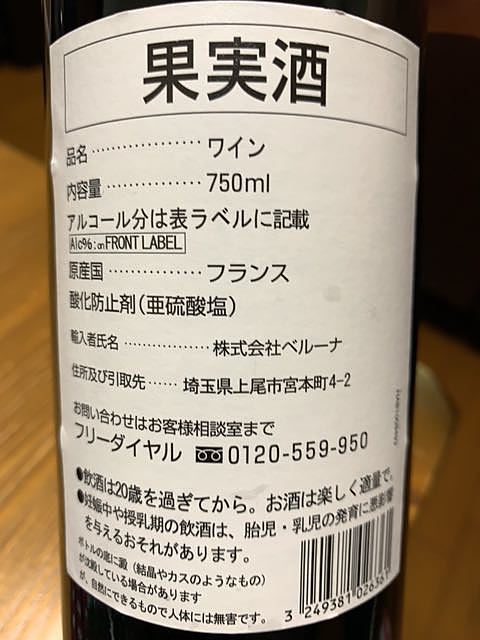 果実酒
品名 ･････････････････ ワイン
内容量 ･･････････････ 750ml
アルコール分は表ラベルに記載
Alc%:on FRONT LABEL
原産国 ･･････････････ フランス
酸化防止剤(亜硫酸塩)
輸入者氏名 ･･････････････ 株式会社ベルーナ
住所及び引取先 ･･････ 埼玉県上尾市宮本町4-2
お問い合わせはお客様相談室まで
フリーダイヤル 0120-559-950
●飲酒は20歳を過ぎてから。お酒は楽しく適量で。
●妊娠中や授乳期の飲酒は、胎児・乳児の発育に悪影響
を与えるおそれがあります。
ボトルの底に澱(結晶やカスのようなもの)
が沈殿している場合があります
が、自然にできるもので人体には無害です。
3 249381 026361